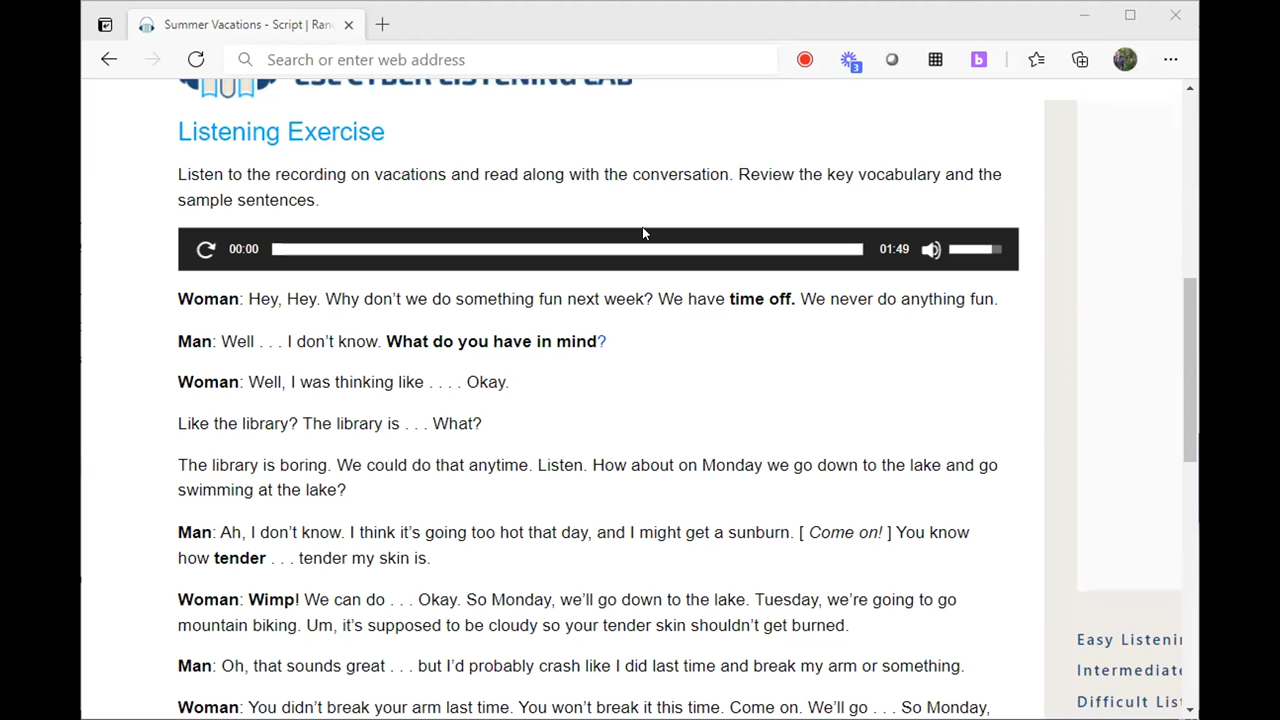 Summer Vacations - Script | Ran
Search or enter web address
3
b
ESL CYBER LISTENING LAB
Listening Exercise
Listen to the recording on vacations and read along with the conversation. Review the key vocabulary and the
sample sentences.
00:00 01:49
Woman: Hey, Hey. Why don't we do something fun next week? We have time off. We never do anything fun.
Man: Well . . . I don't know. What do you have in mind?
Woman: Well, I was thinking like . . . . Okay.
Like the library? The library is . . . What?
The library is boring. We could do that anytime. Listen. How about on Monday we go down to the lake and go
swimming at the lake?
Man: Ah, I don't know. I think it's going too hot that day, and I might get a sunburn. [ Come on! ] You know
how tender . . . tender my skin is.
Woman: Wimp! We can do . . . Okay. So Monday, we'll go down to the lake. Tuesday, we're going to go
mountain biking. Um, it's supposed to be cloudy so your tender skin shouldn't get burned.
Easy Listeni
Man: Oh, that sounds great . . . but I'd probably crash like I did last time and break my arm or something.
Intermediate
Difficult Lis
Woman: You didn't break your arm last time. You won't break it this time. Come on. We'll go . . . So Monday,